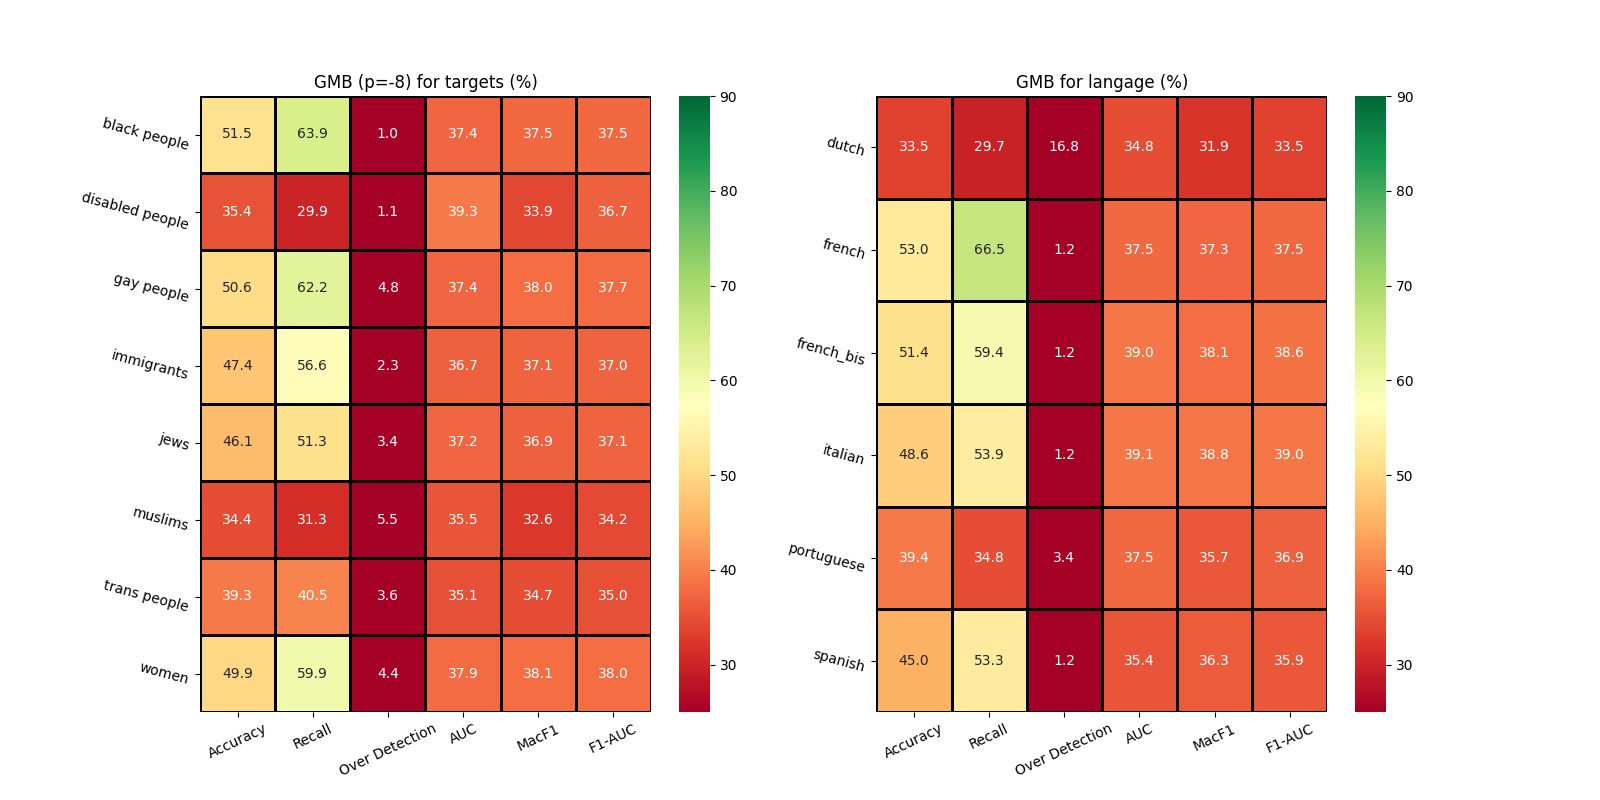 GMB (p=-8) for targets (%)
black people 51.5 63.9 1.0 37.4 37.5 37.5
disabled people 35.4 29.9 1.1 39.3 33.9 36.7
gay people 50.6 62.2 4.8 37.4 38.0 37.7
immigrants 47.4 56.6 2.3 36.7 37.1 37.0
jews 46.1 51.3 3.4 37.2 36.9 37.1
muslims 34.4 31.3 5.5 35.5 32.6 34.2
trans people 39.3 40.5 3.6 35.1 34.7 35.0
women 49.9 59.9 4.4 37.9 38.1 38.0
Accuracy Recall Over Detection AUC MacF1 F1-AUC
90
80
70
60
50
40
30
GMB for langage (%)
dutch 33.5 29.7 16.8 34.8 31.9 33.5
french 53.0 66.5 1.2 37.5 37.3 37.5
french_bis 51.4 59.4 1.2 39.0 38.1 38.6
italian 48.6 53.9 1.2 39.1 38.8 39.0
portuguese 39.4 34.8 3.4 37.5 35.7 36.9
spanish 45.0 53.3 1.2 35.4 36.3 35.9
Accuracy Recall Over Detection AUC MacF1 F1-AUC
90
80
70
60
50
40
30